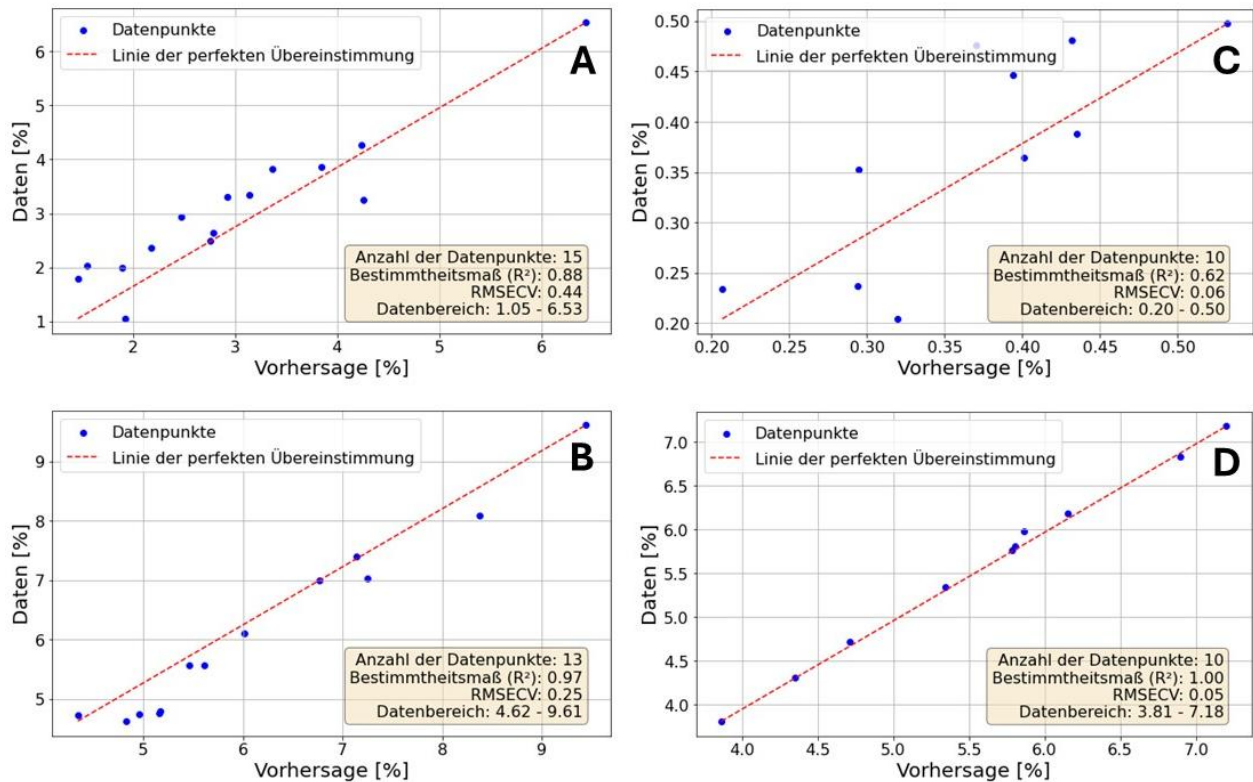 Datenpunkte
Linie der perfekten Übereinstimmung
A
6
5
4
3
2
1
Daten [%]
Anzahl der Datenpunkte: 15
Bestimmtheitsmaß (R²): 0.88
RMSECV: 0.44
Datenbereich: 1.05 - 6.53
2 3 4 5 6
Vorhersage [%]
Datenpunkte
Linie der perfekten Übereinstimmung
C
0.50
0.45
0.40
0.35
0.30
0.25
0.20
Daten [%]
Anzahl der Datenpunkte: 10
Bestimmtheitsmaß (R²): 0.62
RMSECV: 0.06
Datenbereich: 0.20 - 0.50
0.20 0.25 0.30 0.35 0.40 0.45 0.50
Vorhersage [%]
Datenpunkte
Linie der perfekten Übereinstimmung
B
9
8
7
6
5
Daten [%]
Anzahl der Datenpunkte: 13
Bestimmtheitsmaß (R²): 0.97
RMSECV: 0.25
Datenbereich: 4.62 - 9.61
5 6 7 8 9
Vorhersage [%]
Datenpunkte
Linie der perfekten Übereinstimmung
D
7.0
6.5
6.0
5.5
5.0
4.5
4.0
Daten [%]
Anzahl der Datenpunkte: 10
Bestimmtheitsmaß (R²): 1.00
RMSECV: 0.05
Datenbereich: 3.81 - 7.18
4.0 4.5 5.0 5.5 6.0 6.5 7.0
Vorhersage [%]